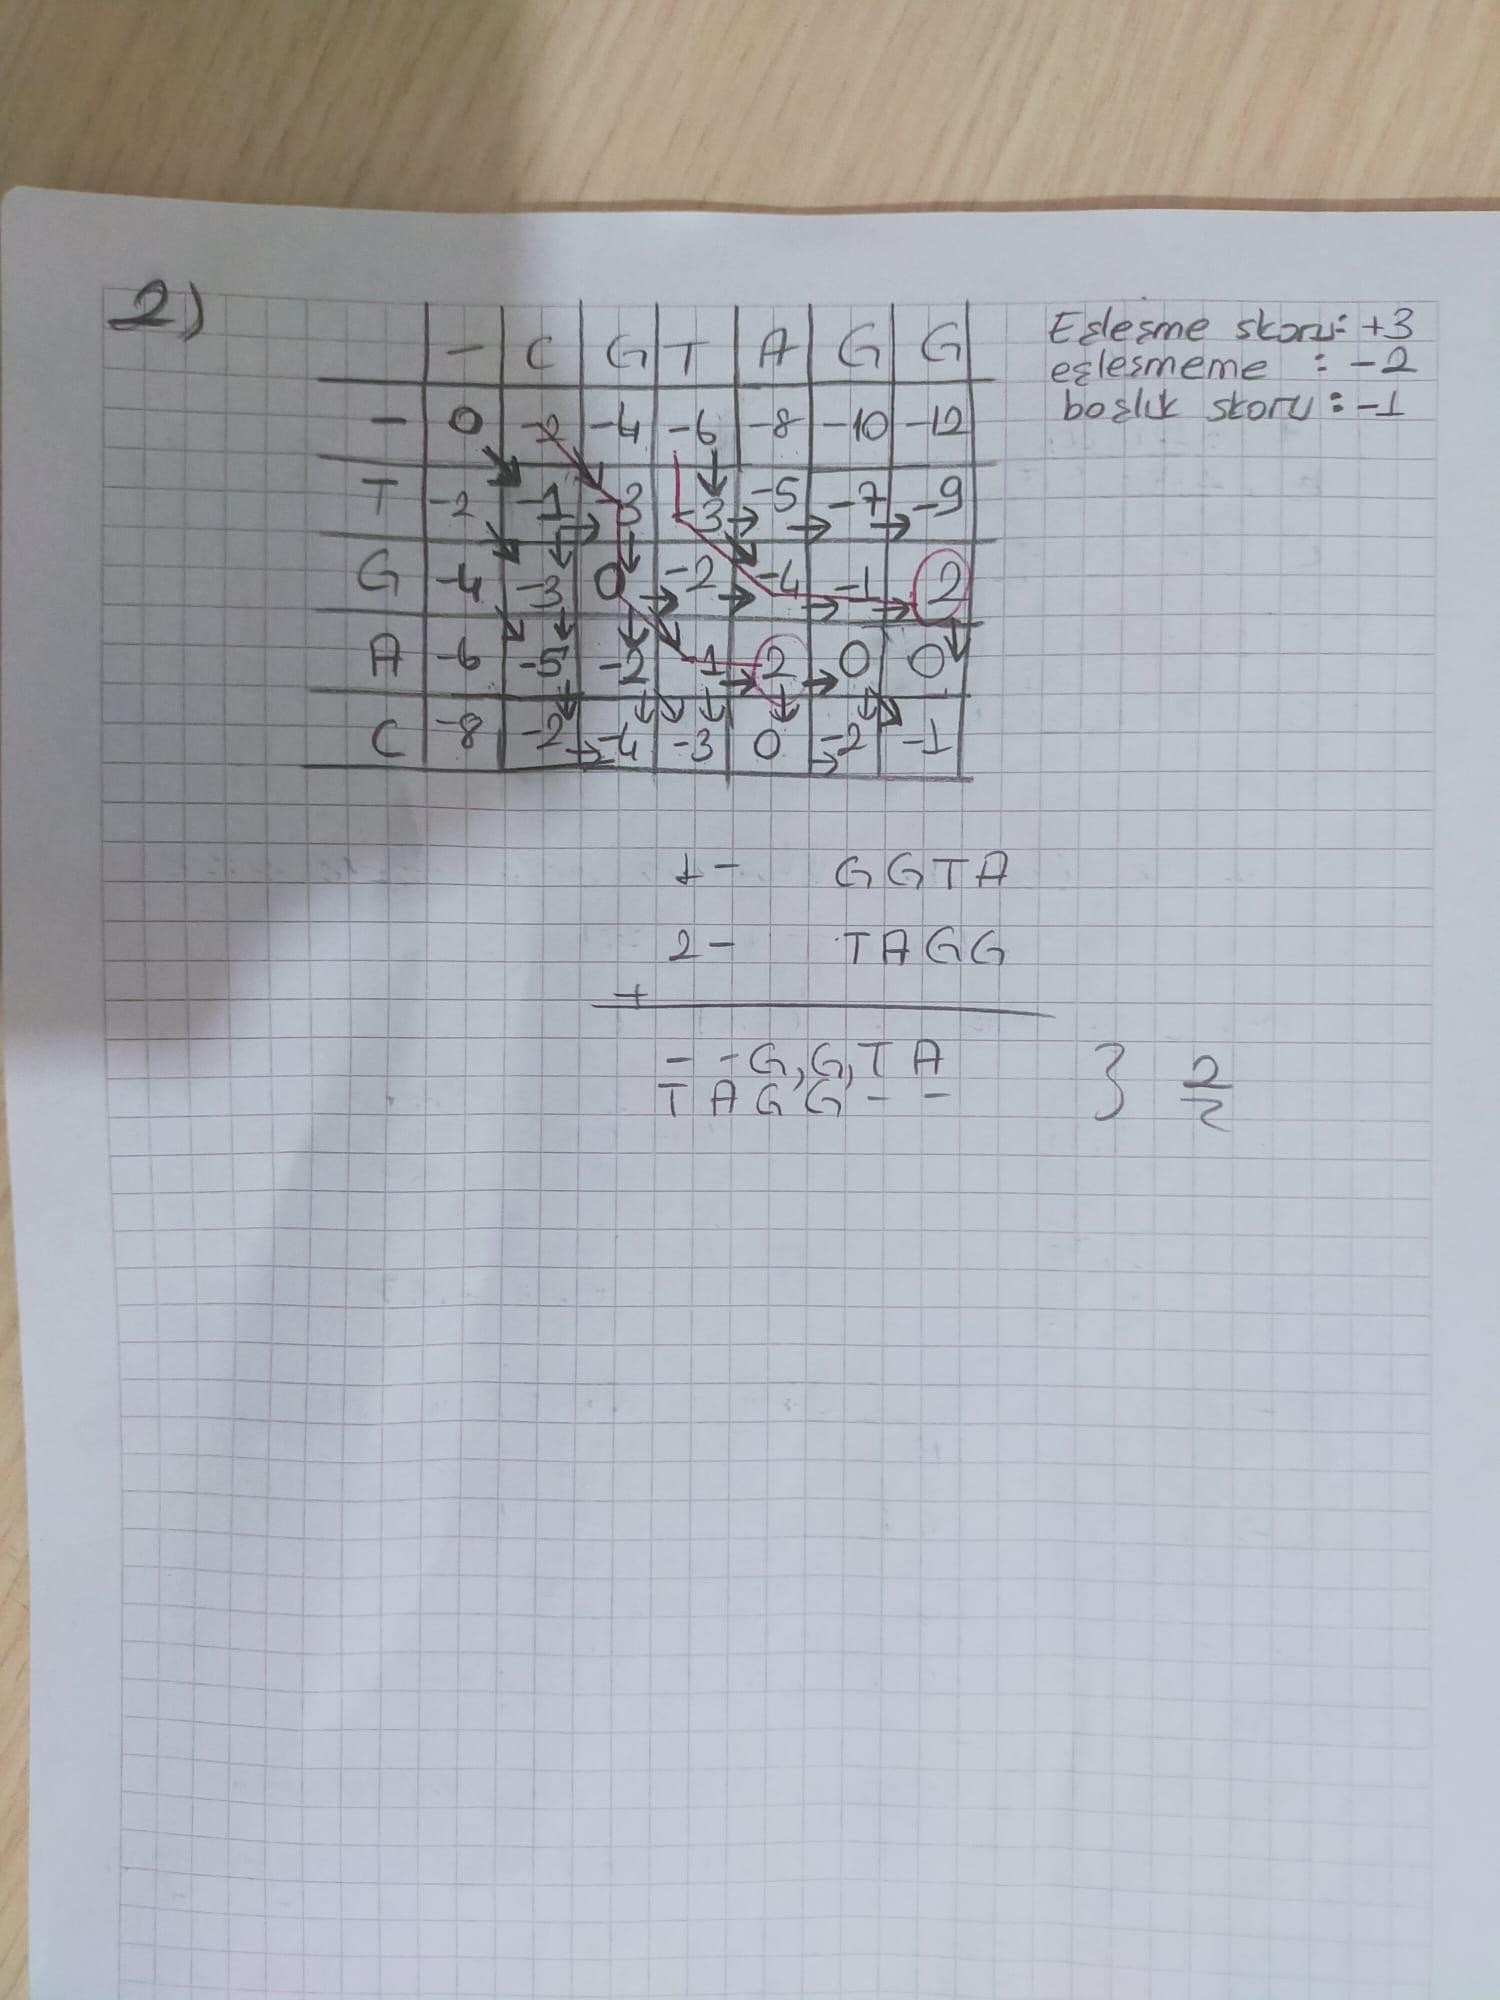 2)
- C G T A G G
- 0 -2 -4 -6 -8 -10 -12
T -2 -1 -3 -3 -5 -7 -9
G -4 -3 0 -2 -4 -1 2
A -6 -5 -2 -1 2 0 0
C -8 -2 -4 -3 0 -2 -1
Eşleşme skoru: +3
eşleşmeme : -2
boşluk skoru: -1
1- GGTA
2- TAGG
+
- - G, G, T A
T A G G - -
} 2/2